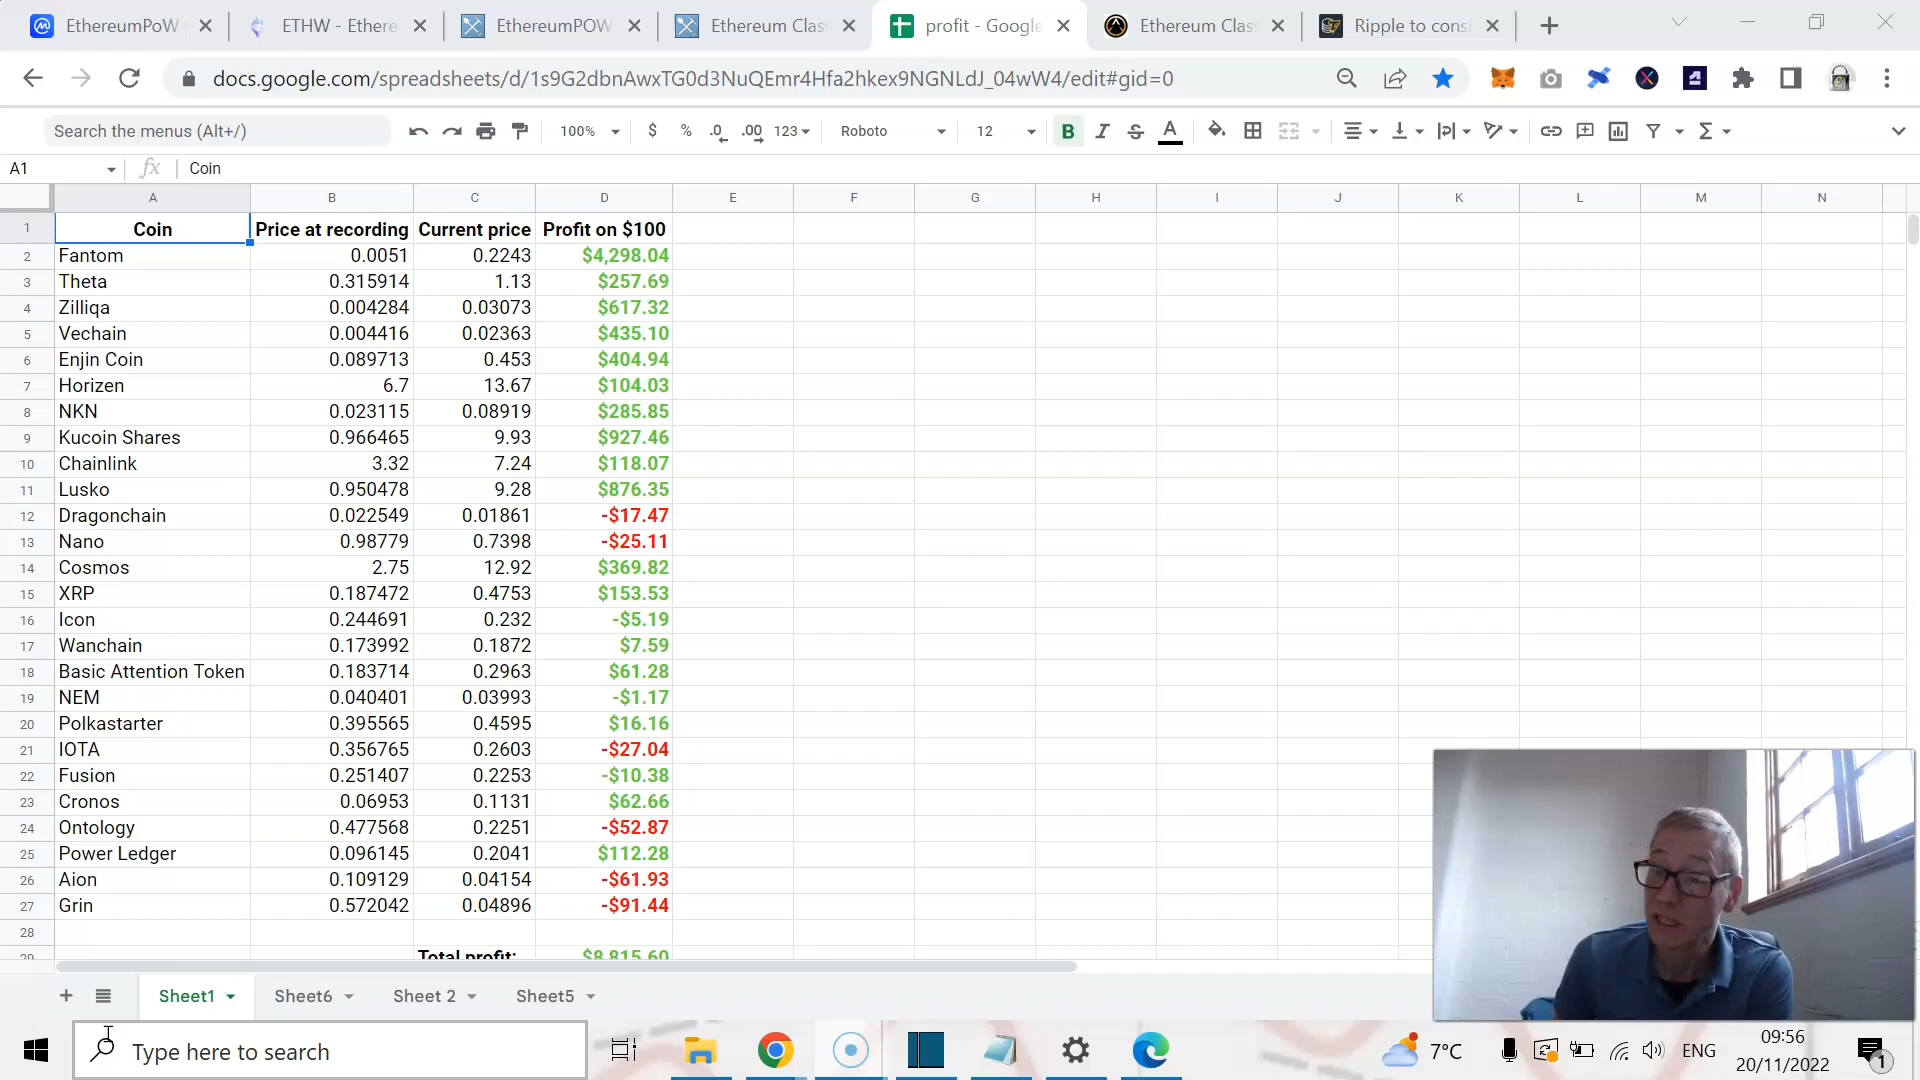 EthereumPoW
ETHW - Ethere
EthereumPOW
Ethereum Clas
profit - Google
Ethereum Clas
Ripple to cons
docs.google.com/spreadsheets/d/1s9G2dbnAwxTG0d3NuQEmr4Hfa2hkex9NGNLdJ_04wW4/edit#gid=0
Search the menus (Alt+/)
100% $ % .0 .00 123 Roboto 12 B I S A Σ
A1 fx Coin
A B C D E F G H I J K L M N
1 Coin Price at recording Current price Profit on $100
2 Fantom 0.0051 0.2243 $4,298.04
3 Theta 0.315914 1.13 $257.69
4 Zilliqa 0.004284 0.03073 $617.32
5 Vechain 0.004416 0.02363 $435.10
6 Enjin Coin 0.089713 0.453 $404.94
7 Horizen 6.7 13.67 $104.03
8 NKN 0.023115 0.08919 $285.85
9 Kucoin Shares 0.966465 9.93 $927.46
10 Chainlink 3.32 7.24 $118.07
11 Lusko 0.950478 9.28 $876.35
12 Dragonchain 0.022549 0.01861 -$17.47
13 Nano 0.98779 0.7398 -$25.11
14 Cosmos 2.75 12.92 $369.82
15 XRP 0.187472 0.4753 $153.53
16 Icon 0.244691 0.232 -$5.19
17 Wanchain 0.173992 0.1872 $7.59
18 Basic Attention Token 0.183714 0.2963 $61.28
19 NEM 0.040401 0.03993 -$1.17
20 Polkastarter 0.395565 0.4595 $16.16
21 IOTA 0.356765 0.2603 -$27.04
22 Fusion 0.251407 0.2253 -$10.38
23 Cronos 0.06953 0.1131 $62.66
24 Ontology 0.477568 0.2251 -$52.87
25 Power Ledger 0.096145 0.2041 $112.28
26 Aion 0.109129 0.04154 -$61.93
27 Grin 0.572042 0.04896 -$91.44
28
29 Total profit: $8,815.60
Sheet1 Sheet6 Sheet 2 Sheet5
Type here to search
7°C
ENG
09:56
20/11/2022
1